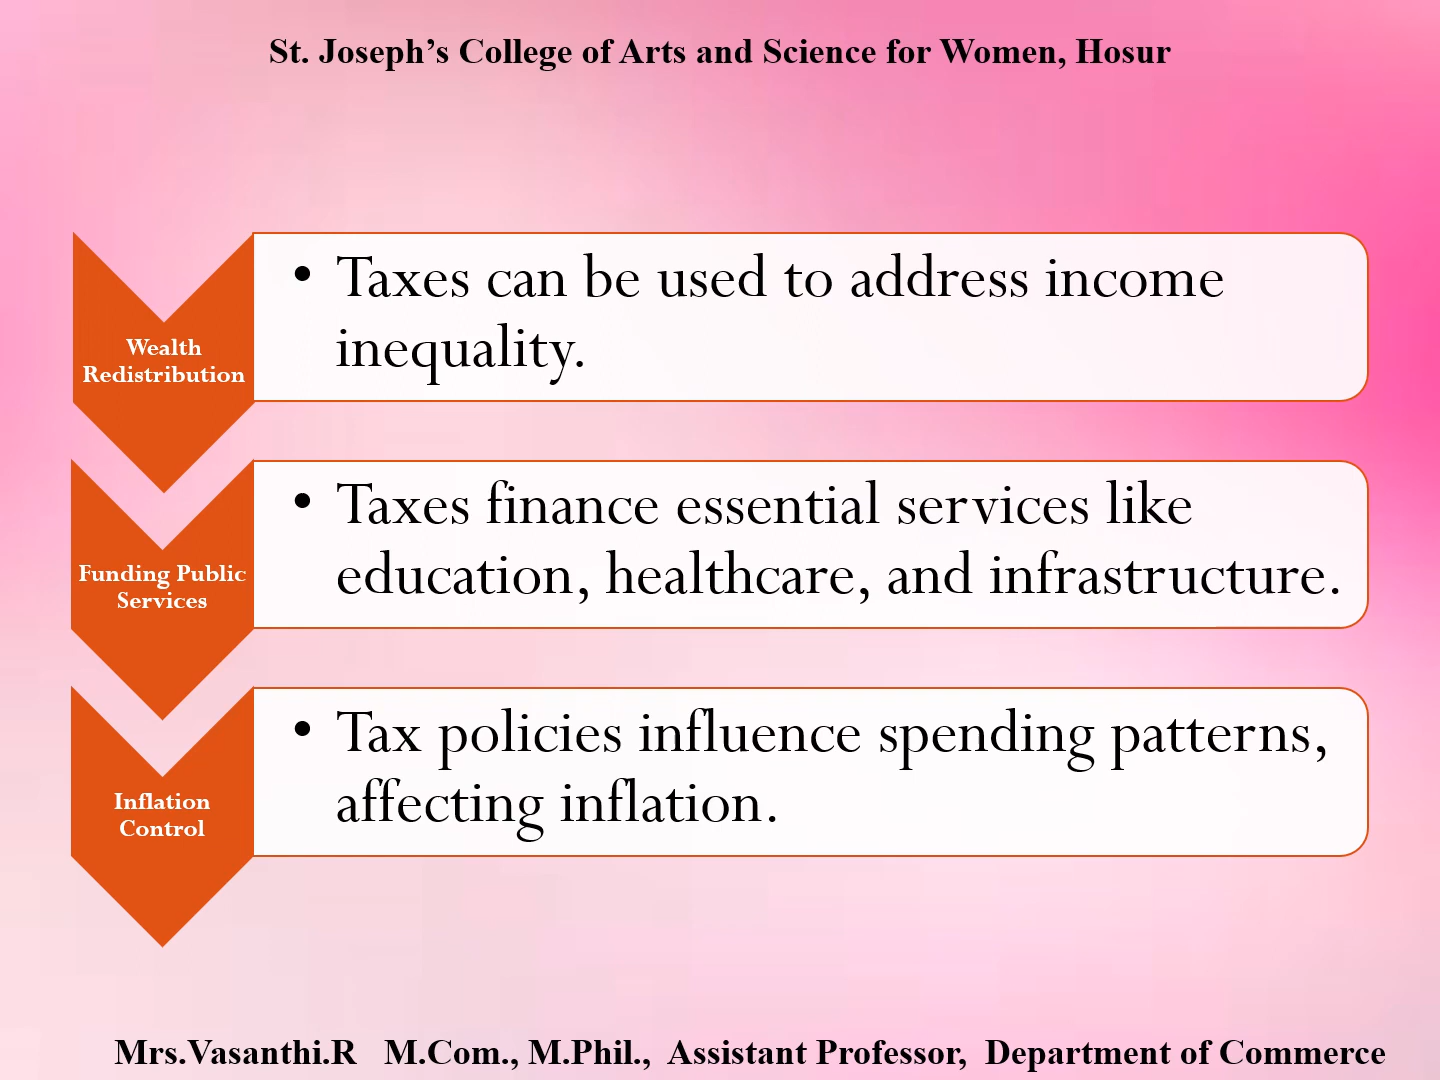 St. Joseph’s College of Arts and Science for Women, Hosur
Wealth
Redistribution
• Taxes can be used to address income
inequality.
Funding Public
Services
• Taxes finance essential services like
education, healthcare, and infrastructure.
Inflation
Control
• Tax policies influence spending patterns,
affecting inflation.
Mrs.Vasanthi.R M.Com., M.Phil., Assistant Professor, Department of Commerce